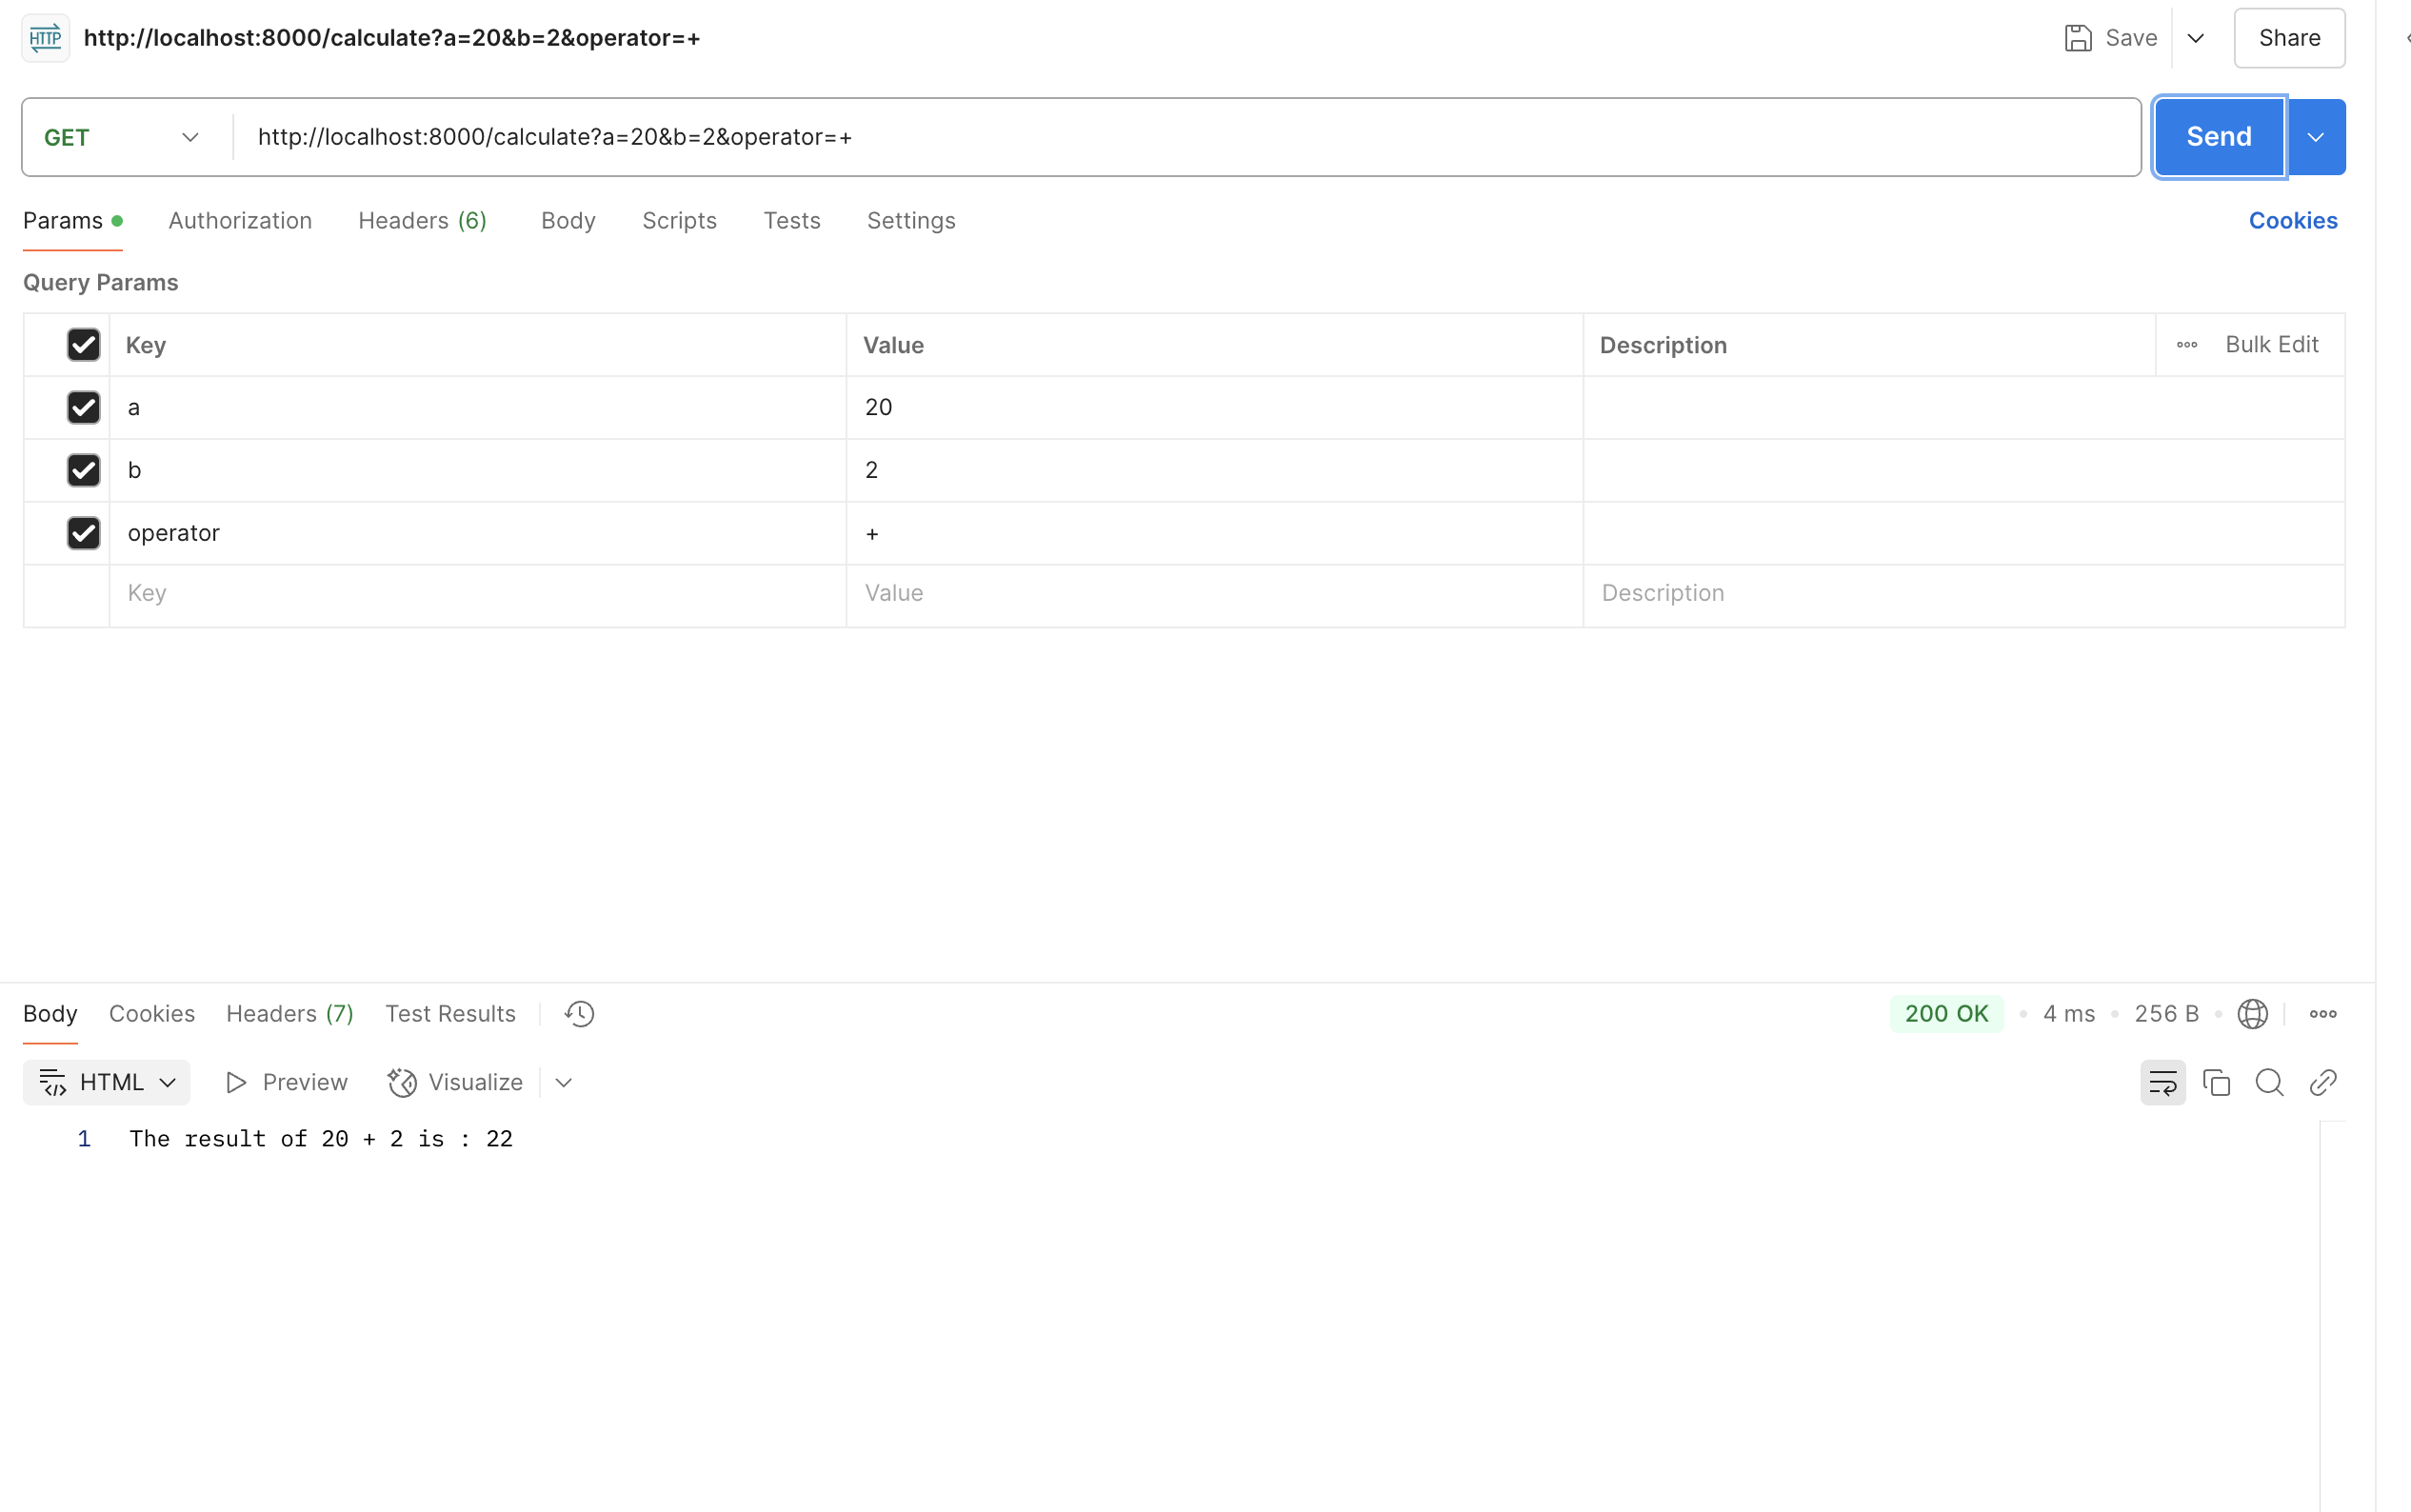 HTTP http://localhost:8000/calculate?a=20&b=2&operator=+ Save Share
GET http://localhost:8000/calculate?a=20&b=2&operator=+ Send
Params Authorization Headers (6) Body Scripts Tests Settings Cookies
Query Params
Key Value Description Bulk Edit
a 20
b 2
operator +
Key Value Description
Body Cookies Headers (7) Test Results 200 OK 4 ms 256 B
HTML Preview Visualize
1 The result of 20 + 2 is : 22